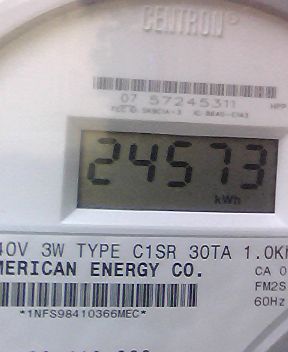 CENTRON®
07 57245311
24573
kWh
40V 3W TYPE C1SR 30TA 1.0K
MERICAN ENERGY CO.
CA 0
FM2S
60Hz
*1NFS98410366MEC*